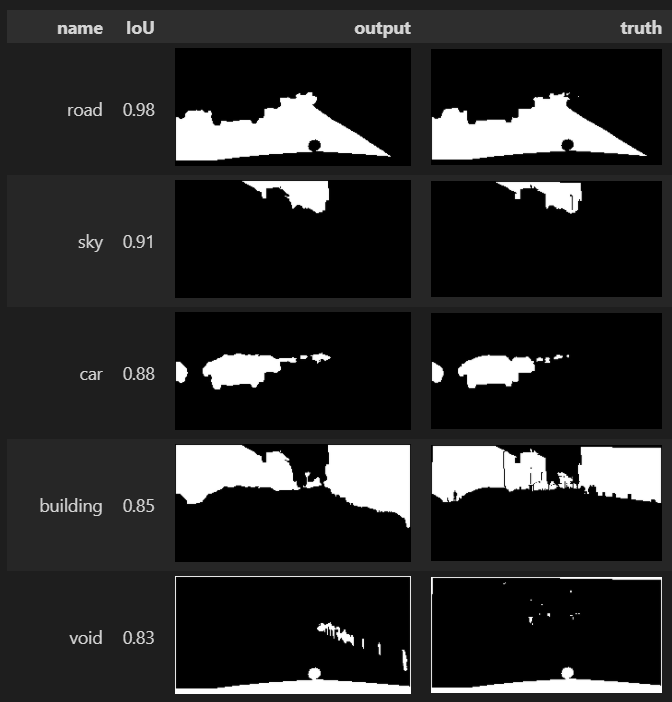 name IoU output truth
road 0.98
sky 0.91
car 0.88
building 0.85
void 0.83